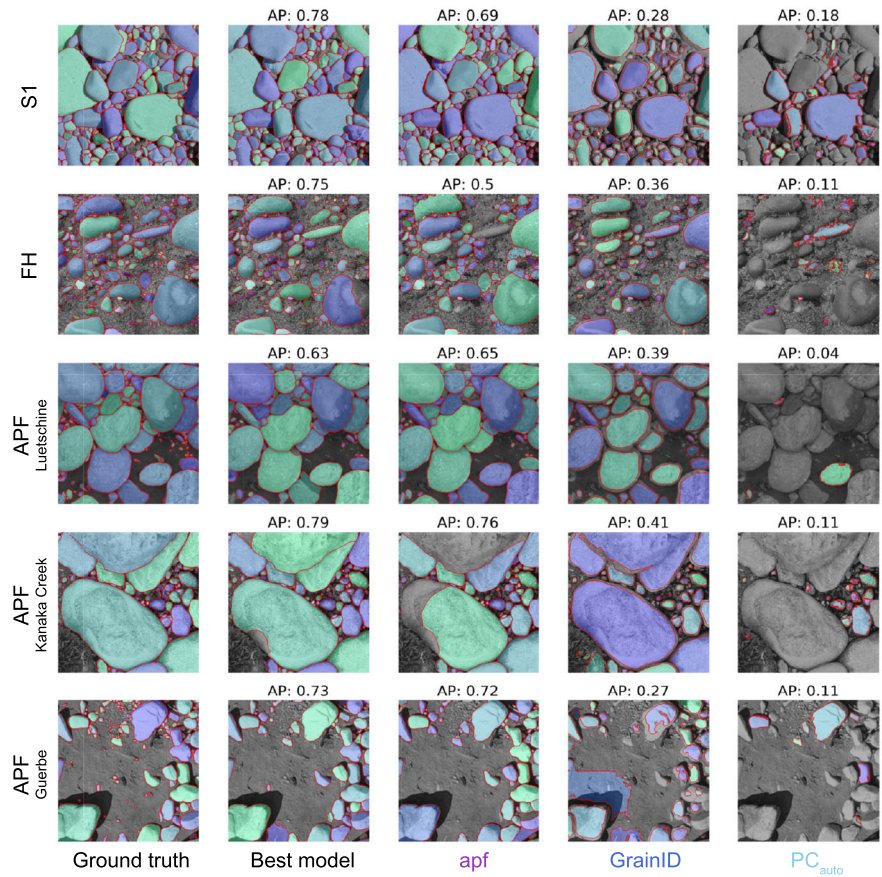 AP: 0.78 AP: 0.69 AP: 0.28 AP: 0.18
S1
AP: 0.75 AP: 0.5 AP: 0.36 AP: 0.11
FH
AP: 0.63 AP: 0.65 AP: 0.39 AP: 0.04
APF
Luetschine
AP: 0.79 AP: 0.76 AP: 0.41 AP: 0.11
APF
Kanaka Creek
AP: 0.73 AP: 0.72 AP: 0.27 AP: 0.11
APF
Guerbe
Ground truth Best model apf GrainID PCauto